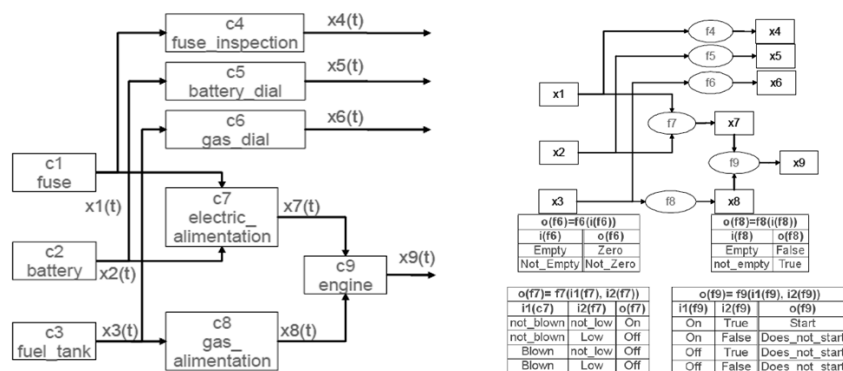 c4
fuse_inspection
x4(t)
c5
battery_dial
x5(t)
c6
gas_dial
x6(t)
c1
fuse
x1(t)
c7
electric_
alimentation
x7(t)
c2
battery
x2(t)
c9
engine
x9(t)
c3
fuel_tank
x3(t)
c8
gas_
alimentation
x8(t)
f4
x4
f5
x5
f6
x6
x1
f7
x7
x2
f9
x9
x3
f8
x8
o(f6)=f6(i(f6))
i(f6) o(f6)
Empty Zero
Not_Empty Not_Zero
o(f8)=f8(i(f8))
i(f8) o(f8)
Empty False
not_empty True
o(f7)= f7(i1(f7), i2(f7))
i1(c7) i2(f7) o(f7)
not_blown not_low On
not_blown Low Off
Blown not_low Off
Blown Low Off
o(f9)= f9(i1(f9), i2(f9))
i1(f9) i2(f9) o(f9)
On True Start
On False Does_not_start
Off True Does_not_start
Off False Does_not_start